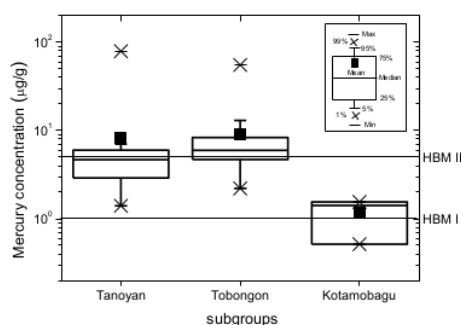 Mercury concentration (µg/g)
10²
10¹
10⁰
99%
Max
95%
75%
Mean
Median
25%
5%
1%
Min
HBM II
HBM I
Tanoyan
Tobongon
Kotamobagu
subgroups